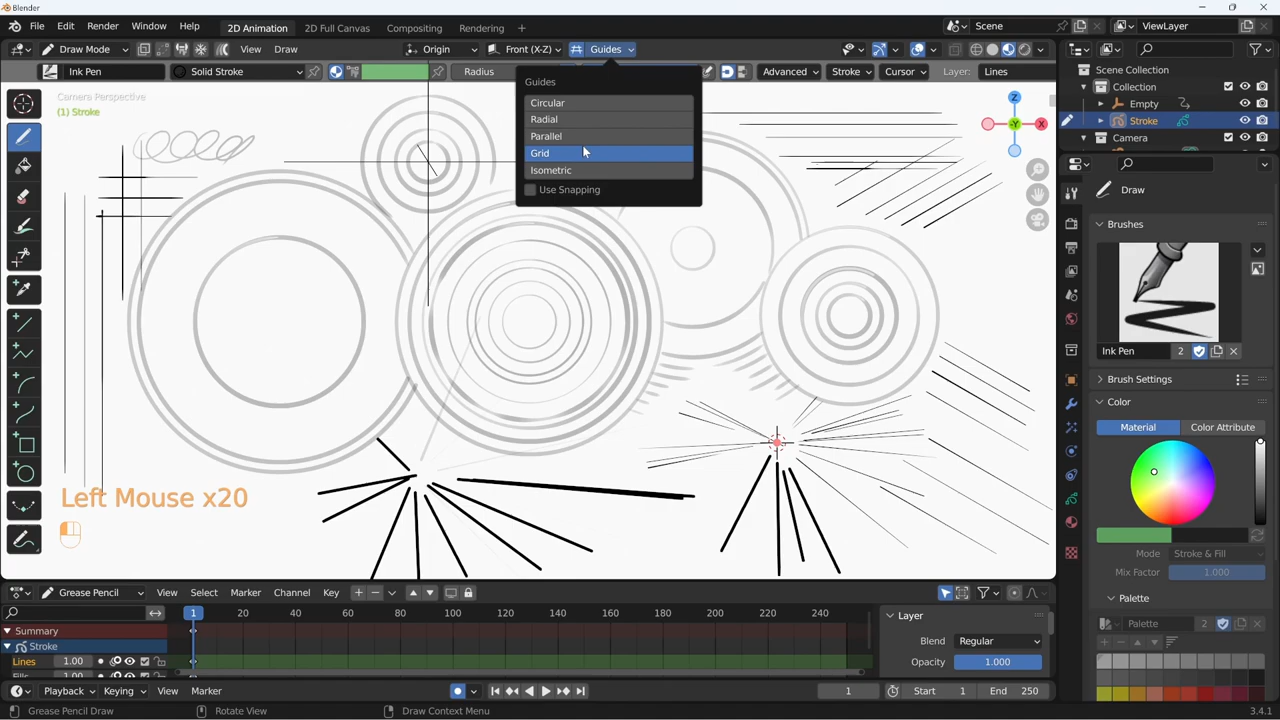 Blender
File Edit Render Window Help 2D Animation 2D Full Canvas Compositing Rendering + Scene ViewLayer
Draw Mode View Draw Origin Front (X-Z) Guides
Ink Pen Solid Stroke Radius Advanced Stroke Cursor Layer: Lines
Camera Perspective
(1) Stroke
Guides
Circular
Radial
Parallel
Grid
Isometric
Use Snapping
Z
-Y
X
Left Mouse x20
Scene Collection
Collection
Empty
Stroke
Camera
Draw
Brushes
Ink Pen 2
Brush Settings
Color
Material Color Attribute
Mode Stroke & Fill
Mix Factor 1.000
Palette
Palette 2
Grease Pencil View Select Marker Channel Key
1 20 40 60 80 100 120 140 160 180 200 220 240
Summary
Stroke
Lines 1.00
Fills 1.00
Layer
Blend Regular
Opacity 1.000
Playback Keying View Marker 1 Start 1 End 250
Grease Pencil Draw Rotate View Draw Context Menu 3.4.1